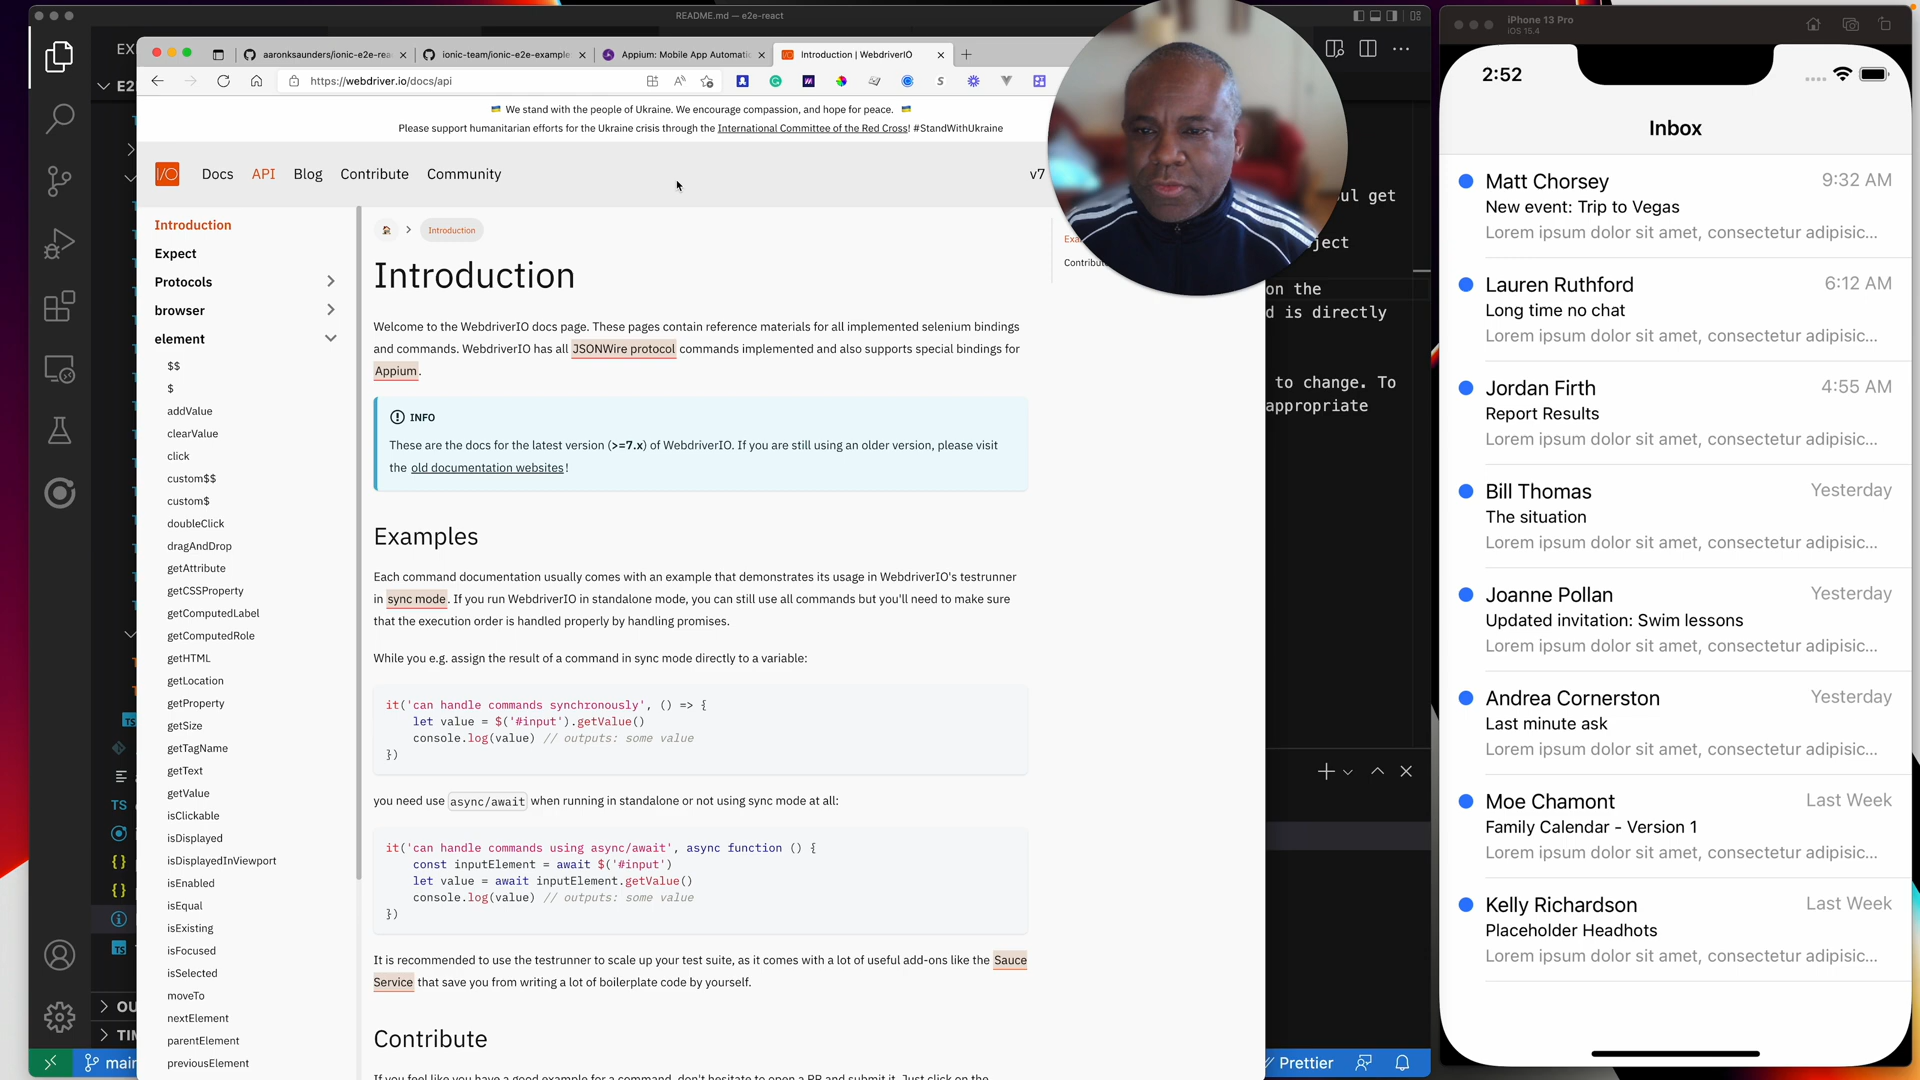 README.md — e2e-react
iPhone 13 Pro
iOS 15.4
aaronksaunders/ionic-e2e-rea
ionic-team/ionic-e2e-example
Appium: Mobile App Automatic
Introduction | WebdriverIO
https://webdriver.io/docs/api
We stand with the people of Ukraine. We encourage compassion, and hope for peace.
Please support humanitarian efforts for the Ukraine crisis through the International Committee of the Red Cross! #StandWithUkraine
Docs
API
Blog
Contribute
Community
v7
Introduction
Expect
Protocols
browser
element
$$
$
addValue
clearValue
click
custom$$
custom$
doubleClick
dragAndDrop
getAttribute
getCSSProperty
getComputedLabel
getComputedRole
getHTML
getLocation
getProperty
getSize
getTagName
getText
getValue
isClickable
isDisplayed
isDisplayedInViewport
isEnabled
isEqual
isExisting
isFocused
isSelected
moveTo
nextElement
parentElement
previousElement
Introduction
Introduction
Welcome to the WebdriverIO docs page. These pages contain reference materials for all implemented selenium bindings
and commands. WebdriverIO has all JSONWire protocol commands implemented and also supports special bindings for
Appium.
INFO
These are the docs for the latest version (>=7.x) of WebdriverIO. If you are still using an older version, please visit
the old documentation websites!
Examples
Each command documentation usually comes with an example that demonstrates its usage in WebdriverIO's testrunner
in sync mode. If you run WebdriverIO in standalone mode, you can still use all commands but you'll need to make sure
that the execution order is handled properly by handling promises.
While you e.g. assign the result of a command in sync mode directly to a variable:
it('can handle commands synchronously', () => {
let value = $('#input').getValue()
console.log(value) // outputs: some value
})
you need use async/await when running in standalone or not using sync mode at all:
it('can handle commands using async/await', async function () {
const inputElement = await $('#input')
let value = await inputElement.getValue()
console.log(value) // outputs: some value
})
It is recommended to use the testrunner to scale up your test suite, as it comes with a lot of useful add-ons like the Sauce
Service that save you from writing a lot of boilerplate code by yourself.
Contribute
on the
d is directly
to change. To
appropriate
main
Prettier
2:52
Inbox
Matt Chorsey
9:32 AM
New event: Trip to Vegas
Lorem ipsum dolor sit amet, consectetur adipisic...
Lauren Ruthford
6:12 AM
Long time no chat
Lorem ipsum dolor sit amet, consectetur adipisic...
Jordan Firth
4:55 AM
Report Results
Lorem ipsum dolor sit amet, consectetur adipisic...
Bill Thomas
Yesterday
The situation
Lorem ipsum dolor sit amet, consectetur adipisic...
Joanne Pollan
Yesterday
Updated invitation: Swim lessons
Lorem ipsum dolor sit amet, consectetur adipisic...
Andrea Cornerston
Yesterday
Last minute ask
Lorem ipsum dolor sit amet, consectetur adipisic...
Moe Chamont
Last Week
Family Calendar - Version 1
Lorem ipsum dolor sit amet, consectetur adipisic...
Kelly Richardson
Last Week
Placeholder Headhots
Lorem ipsum dolor sit amet, consectetur adipisic...